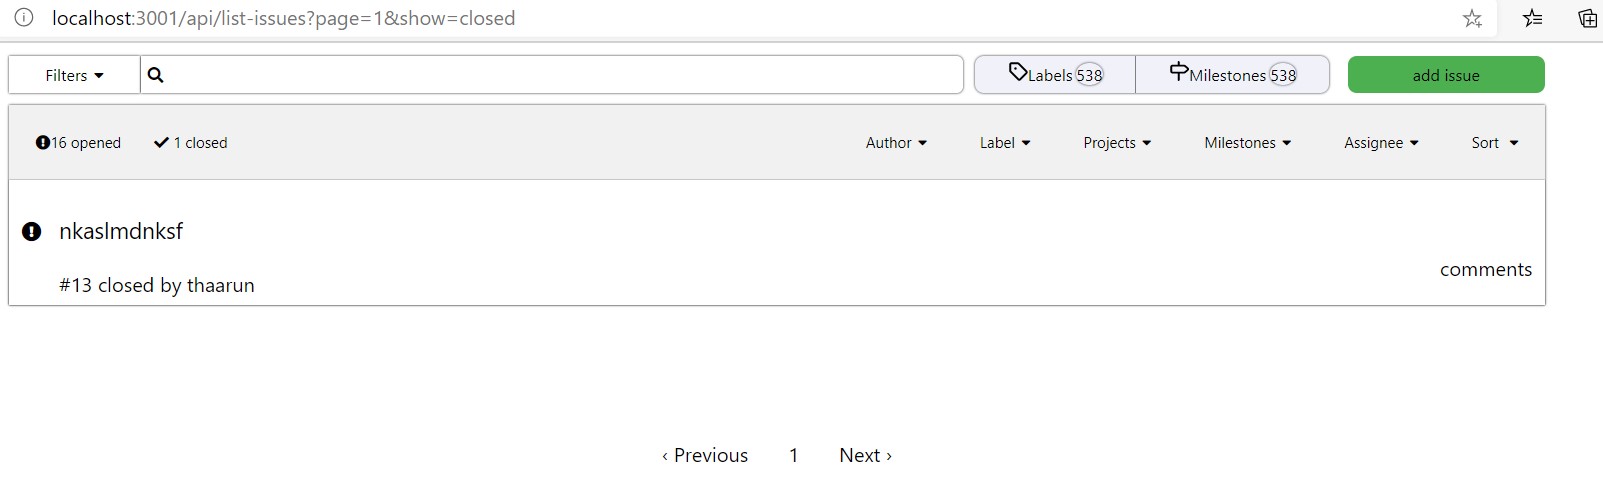 localhost:3001/api/list-issues?page=1&show=closed
Filters Labels 538 Milestones 538 add issue
16 opened 1 closed Author Label Projects Milestones Assignee Sort
nkaslmdnksf
comments
#13 closed by thaarun
‹ Previous 1 Next ›